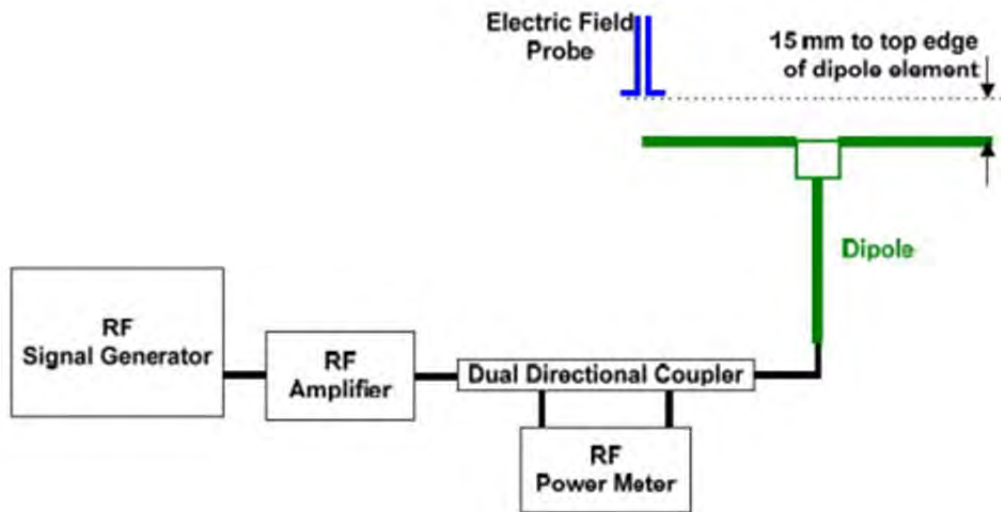 Electric Field
Probe
15 mm to top edge
of dipole element
Dipole
RF
Signal Generator
RF
Amplifier
Dual Directional Coupler
RF
Power Meter